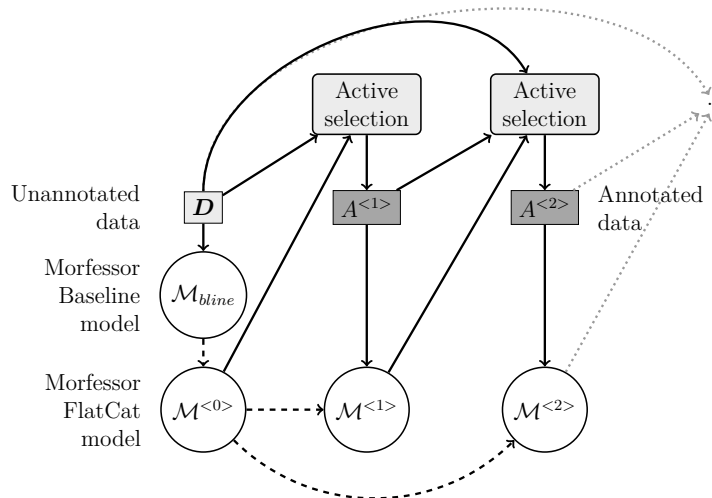 Active
selection
Active
selection
Unannotated
data
D
A<1>
A<2>
Annotated
data
Morfessor
Baseline
model
Mbline
Morfessor
FlatCat
model
M<0>
M<1>
M<2>